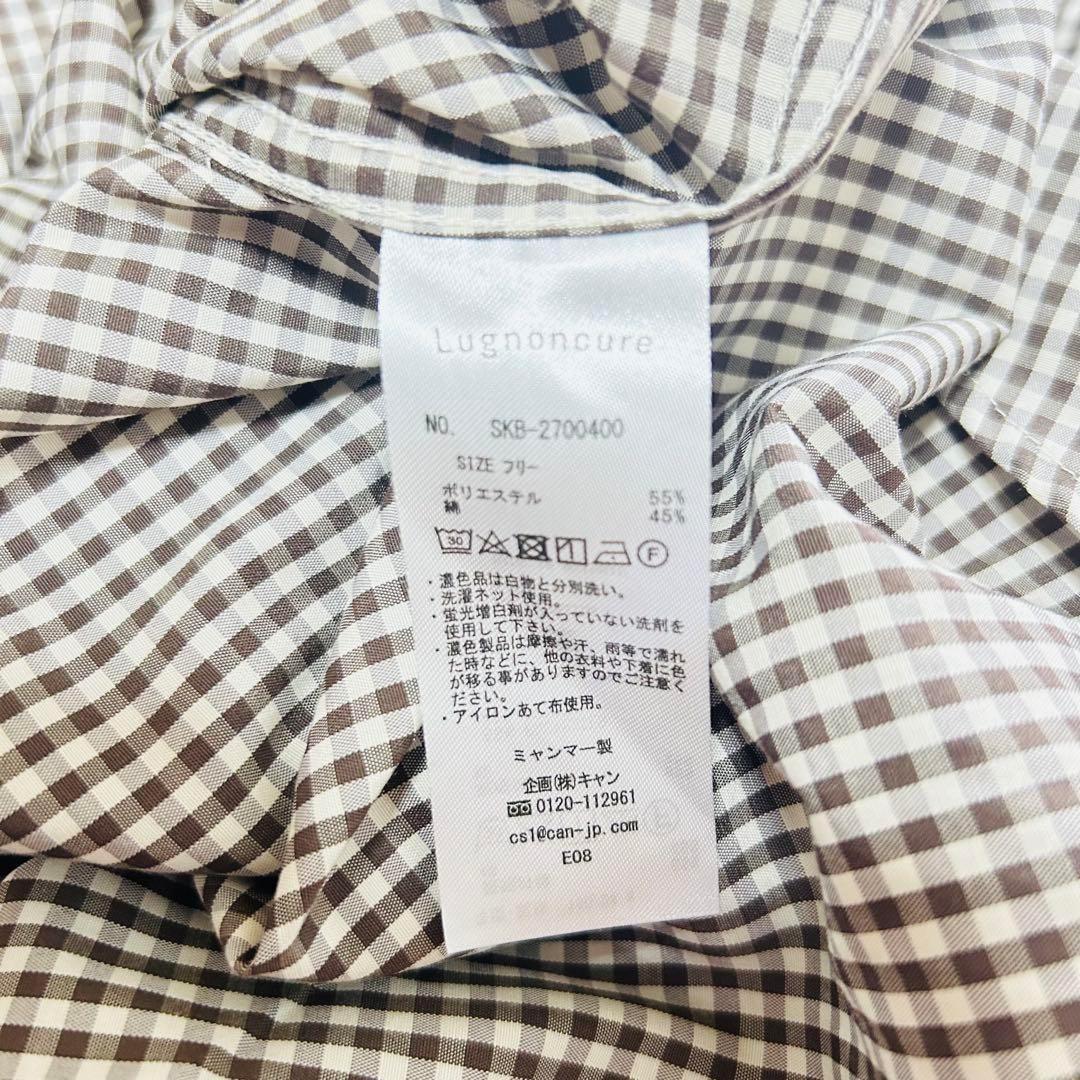 Lugnoncure
NO. SKB-2700400
SIZE フリー
ポリエステル 55%
綿 45%
30 F
・濃色品は白物と分別洗い。
・洗濯ネット使用。
・蛍光増白剤が入っていない洗剤を
使用して下さい。
・濃色製品は摩擦や汗、雨等で濡れ
た時などに、他の衣料や下着に色
が移る事がありますのでご注意く
ださい。
・アイロンあて布使用。
ミャンマー製
企画(株)キャン
0120-112961
cs1@can-jp.com
E08